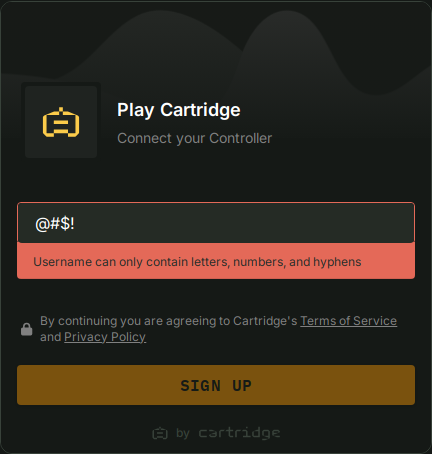 Play Cartridge
Connect your Controller
@#$!
Username can only contain letters, numbers, and hyphens
By continuing you are agreeing to Cartridge's Terms of Service
and Privacy Policy
SIGN UP
by cartridge